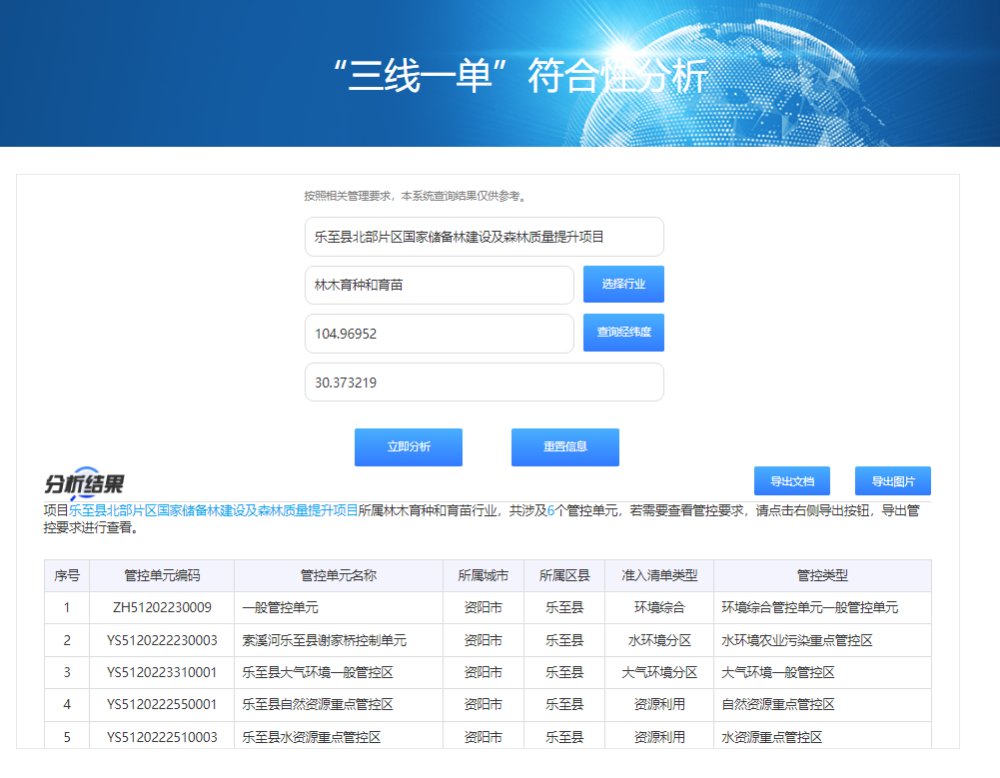 “三线一单”符合性分析
按照相关管理要求，本系统查询结果仅供参考。
乐至县北部片区国家储备林建设及森林质量提升项目
林木育种和育苗 选择行业
104.96952 查询经纬度
30.373219
立即分析 重置信息
分析结果 导出文档 导出图片
项目乐至县北部片区国家储备林建设及森林质量提升项目所属林木育种和育苗行业，共涉及6个管控单元，若需要查看管控要求，请点击右侧导出按钮，导出管
控要求进行查看。
序号 管控单元编码 管控单元名称 所属城市 所属区县 准入清单类型 管控类型
1 ZH51202230009 一般管控单元 资阳市 乐至县 环境综合 环境综合管控单元一般管控单元
2 YS5120222230003 索溪河乐至县谢家桥控制单元 资阳市 乐至县 水环境分区 水环境农业污染重点管控区
3 YS5120223310001 乐至县大气环境一般管控区 资阳市 乐至县 大气环境分区 大气环境一般管控区
4 YS5120222550001 乐至县自然资源重点管控区 资阳市 乐至县 资源利用 自然资源重点管控区
5 YS5120222510003 乐至县水资源重点管控区 资阳市 乐至县 资源利用 水资源重点管控区